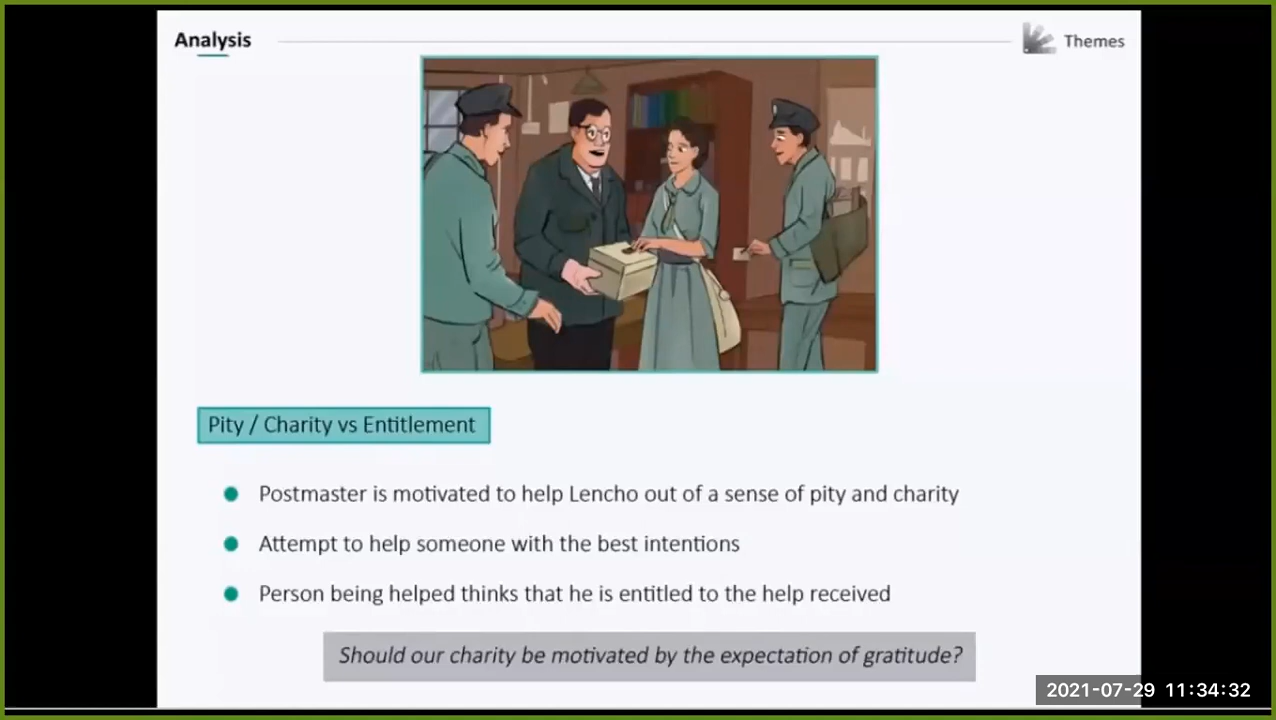 Analysis
Themes
Pity / Charity vs Entitlement
Postmaster is motivated to help Lencho out of a sense of pity and charity
Attempt to help someone with the best intentions
Person being helped thinks that he is entitled to the help received
Should our charity be motivated by the expectation of gratitude?
2021-07-29 11:34:32